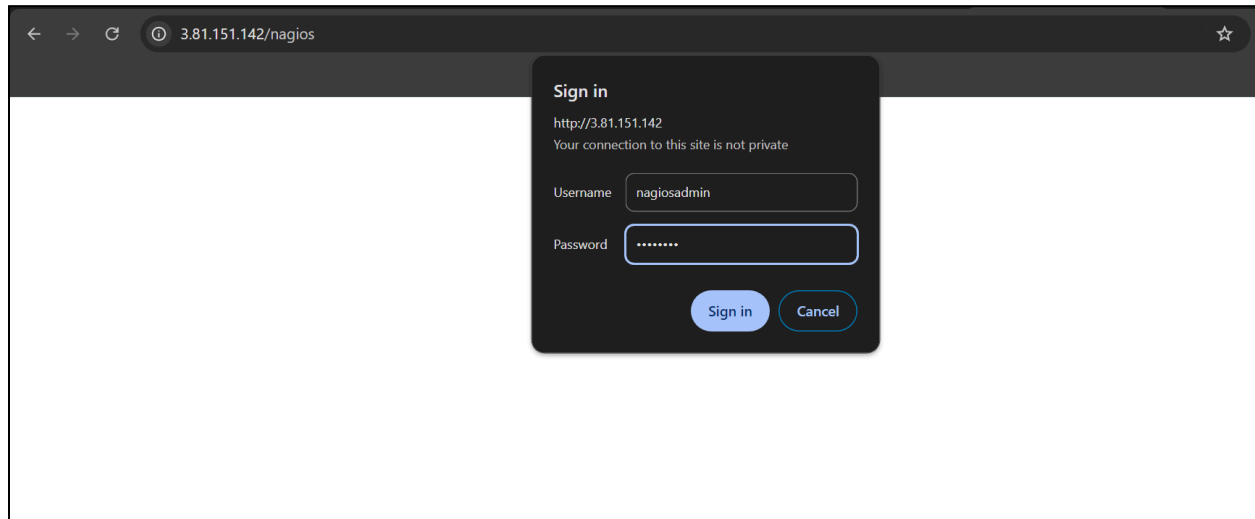 3.81.151.142/nagios
Sign in
http://3.81.151.142
Your connection to this site is not private
Username nagiosadmin
Password ••••••••
Sign in Cancel